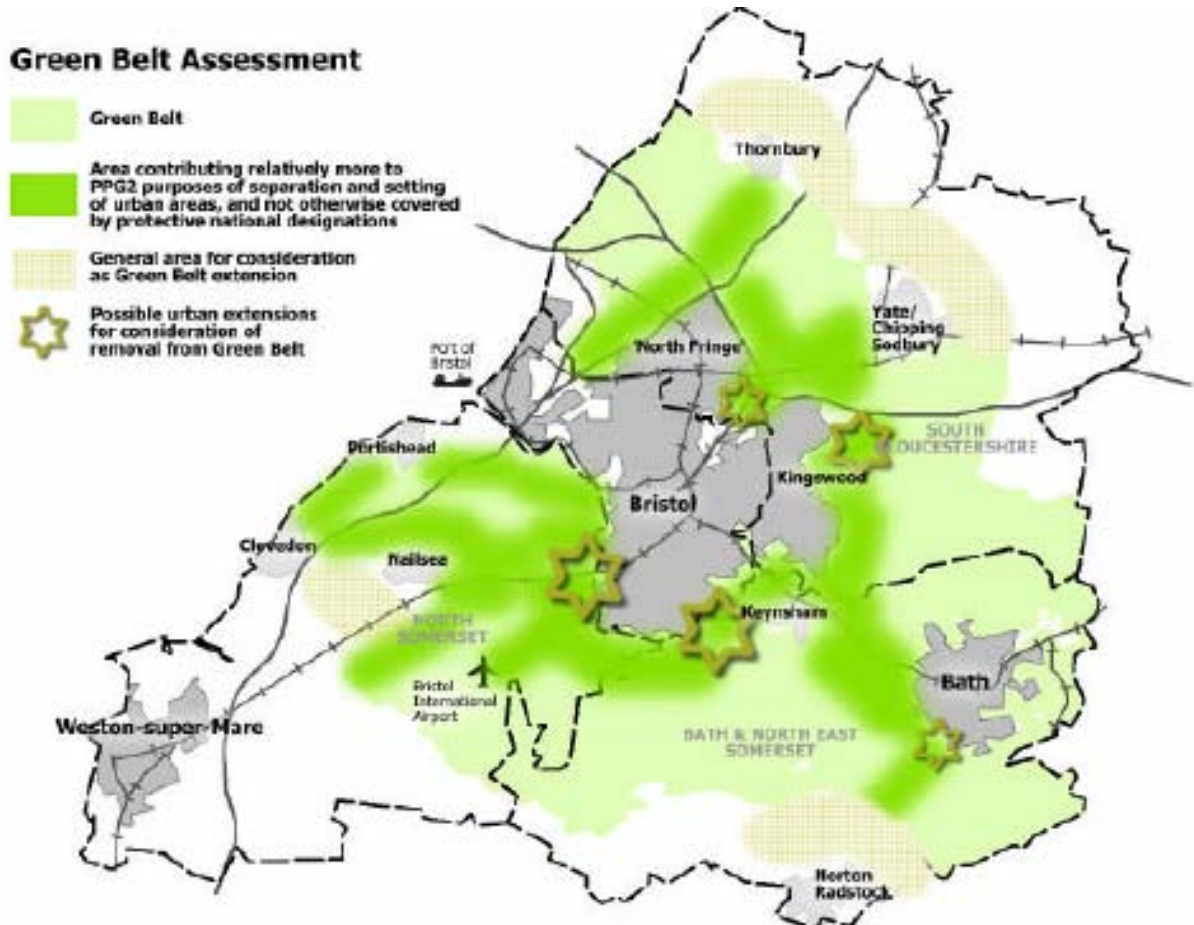 Green Belt Assessment
Green Belt
Area contributing relatively more to
PPG2 purposes of separation and setting
of urban areas, and not otherwise covered
by protective national designations
General area for consideration
as Green Belt extension
Possible urban extensions
for consideration of
removal from Green Belt
Thornbury
Yate/
Chipping
Sodbury
'North Fringe'
Port of
Bristol
SOUTH
GLOUCESTERSHIRE
Portishead
Kingswood
Bristol
Clevedon
Nailsea
Keynsham
NORTH
SOMERSET
Bristol
International
Airport
Bath
Weston-super-Mare
BATH & NORTH EAST
SOMERSET
Norton
Radstock